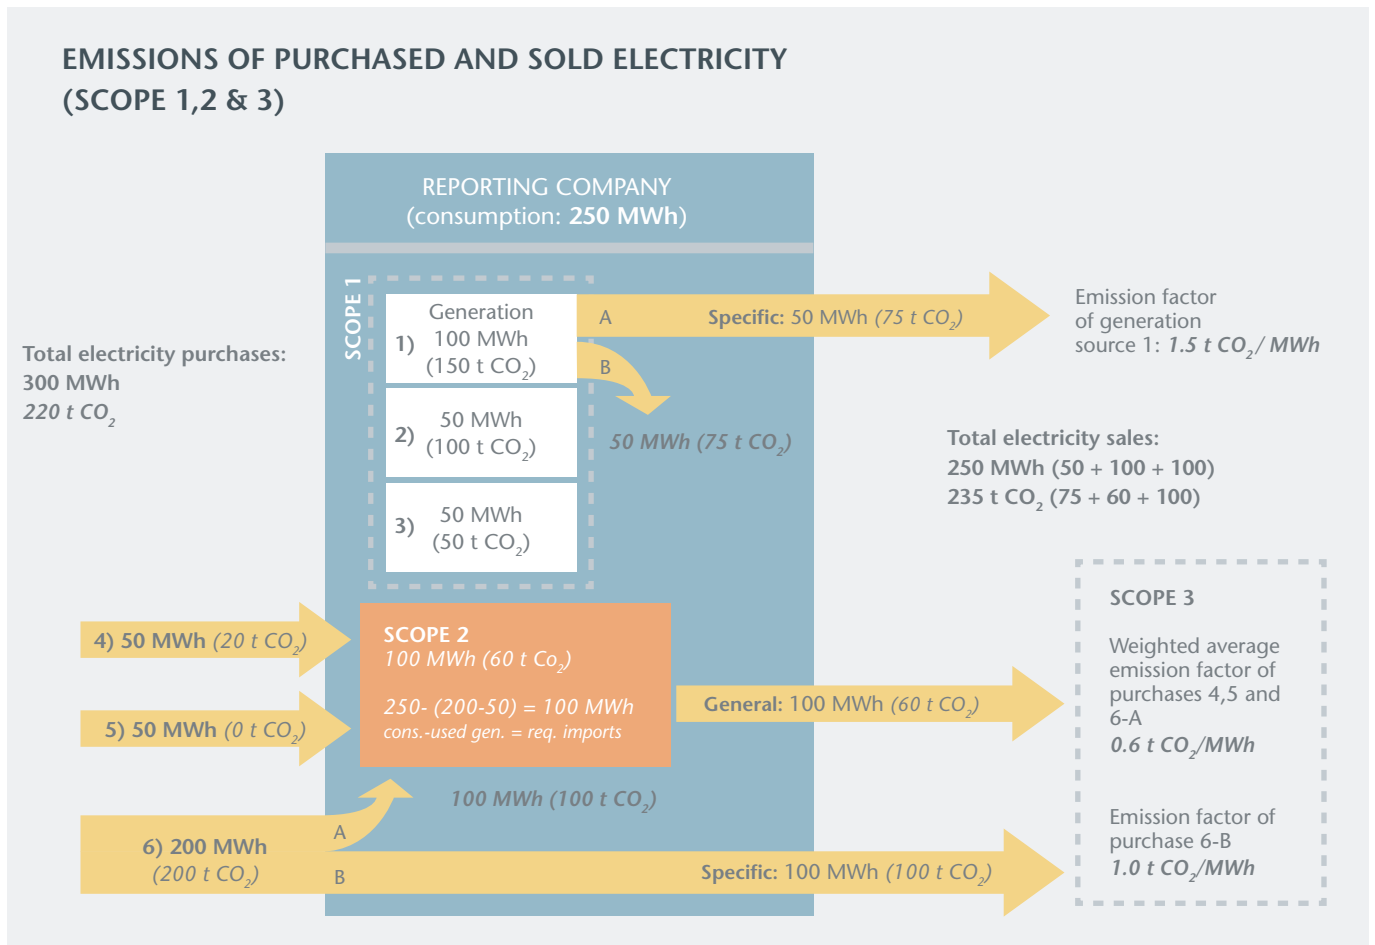 EMISSIONS OF PURCHASED AND SOLD ELECTRICITY
(SCOPE 1,2 & 3)
REPORTING COMPANY
(consumption: 250 MWh)
SCOPE 1
1)
Generation
100 MWh
(150 t CO₂)
2)
50 MWh
(100 t CO₂)
3)
50 MWh
(50 t CO₂)
A
Specific: 50 MWh (75 t CO₂)
B
50 MWh (75 t CO₂)
Emission factor
of generation
source 1: 1.5 t CO₂/ MWh
Total electricity purchases:
300 MWh
220 t CO₂
Total electricity sales:
250 MWh (50 + 100 + 100)
235 t CO₂ (75 + 60 + 100)
4) 50 MWh (20 t CO₂)
5) 50 MWh (0 t CO₂)
SCOPE 2
100 MWh (60 t Co₂)
250- (200-50) = 100 MWh
cons.-used gen. = req. imports
General: 100 MWh (60 t CO₂)
100 MWh (100 t CO₂)
6) 200 MWh
(200 t CO₂)
A
B
Specific: 100 MWh (100 t CO₂)
SCOPE 3
Weighted average
emission factor of
purchases 4,5 and
6-A
0.6 t CO₂/MWh
Emission factor of
purchase 6-B
1.0 t CO₂/MWh